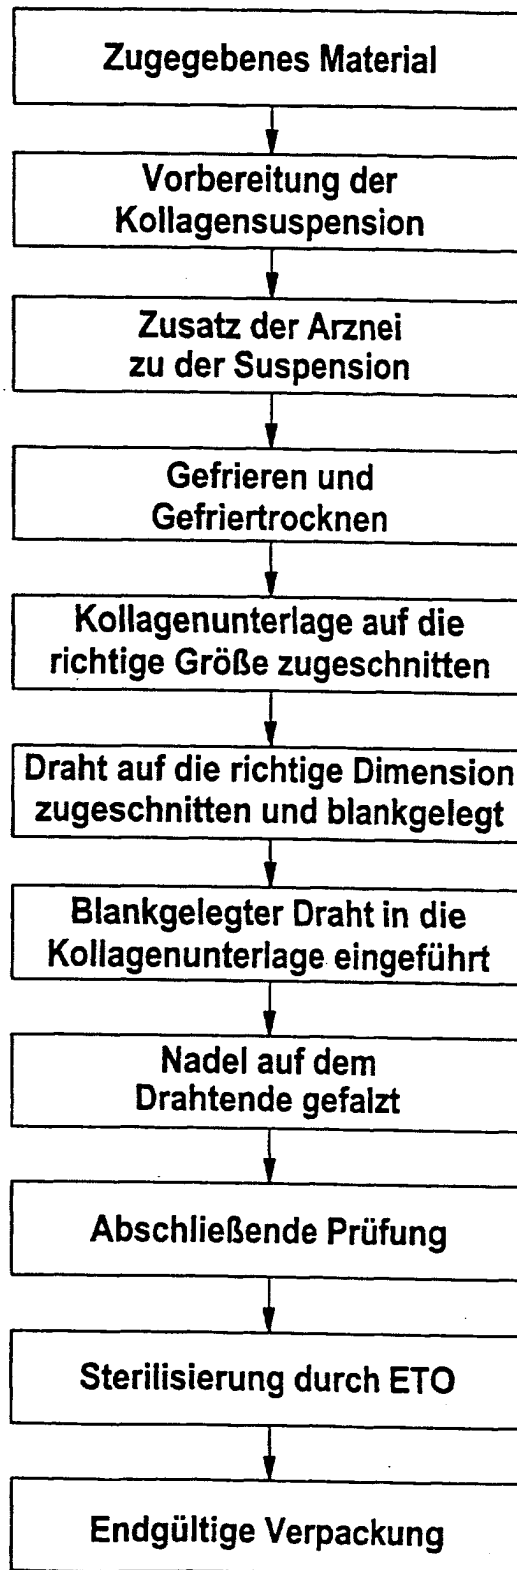 Zugegebenes Material
Vorbereitung der
Kollagensuspension
Zusatz der Arznei
zu der Suspension
Gefrieren und
Gefriertrocknen
Kollagenunterlage auf die
richtige Größe zugeschnitten
Draht auf die richtige Dimension
zugeschnitten und blankgelegt
Blankgelegter Draht in die
Kollagenunterlage eingeführt
Nadel auf dem
Drahtende gefalzt
Abschließende Prüfung
Sterilisierung durch ETO
Endgültige Verpackung